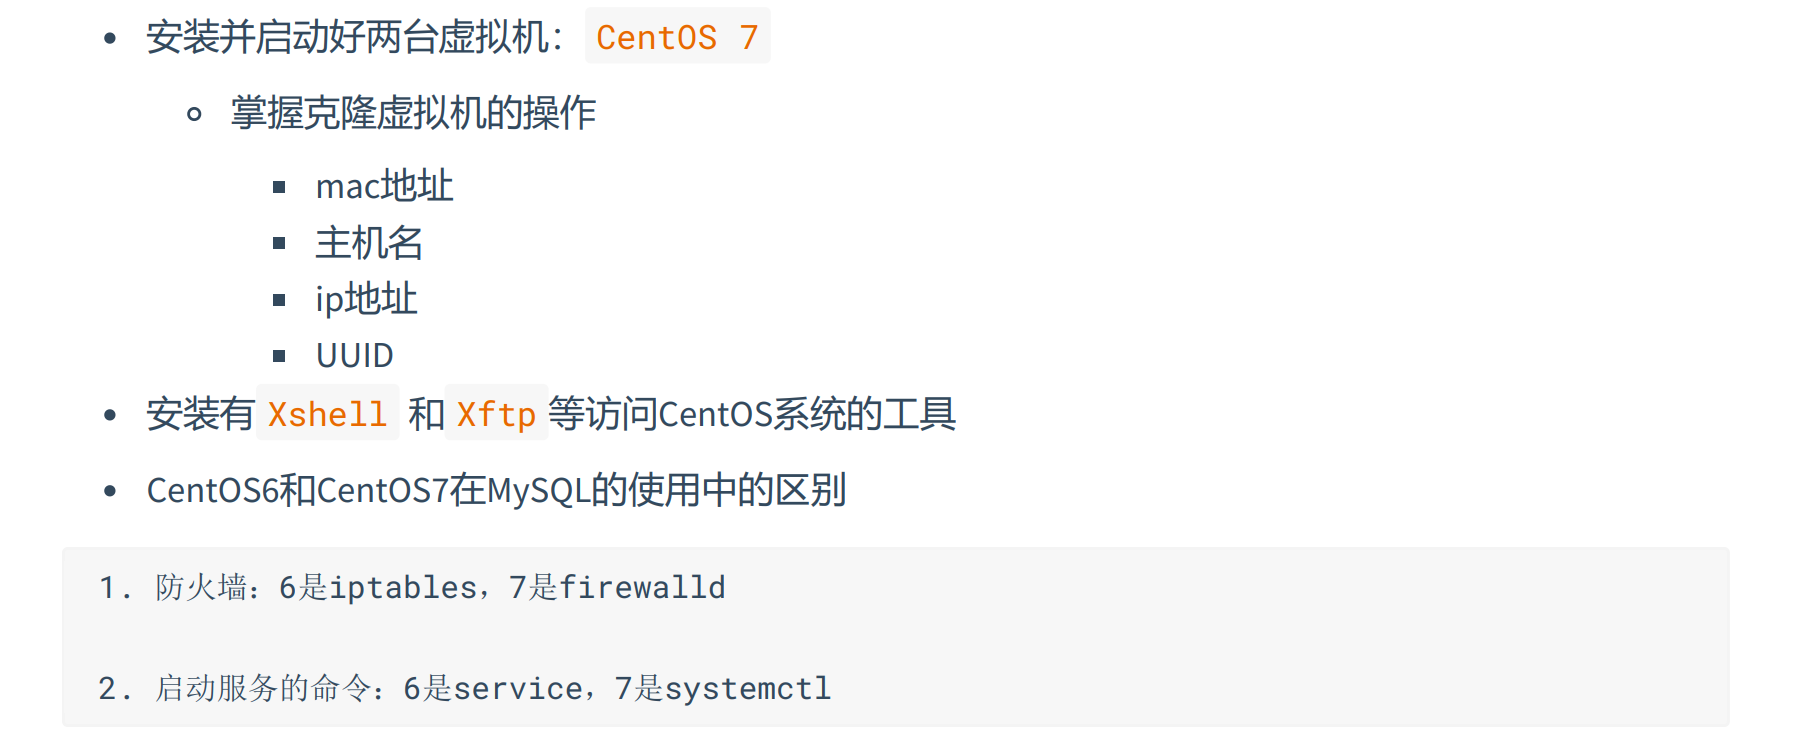 安装并启动好两台虚拟机：CentOS 7
掌握克隆虚拟机的操作
mac地址
主机名
ip地址
UUID
安装有 Xshell 和 Xftp 等访问CentOS系统的工具
CentOS6和CentOS7在MySQL的使用中的区别
1. 防火墙：6是iptables，7是firewalld
2. 启动服务的命令：6是service，7是systemctl